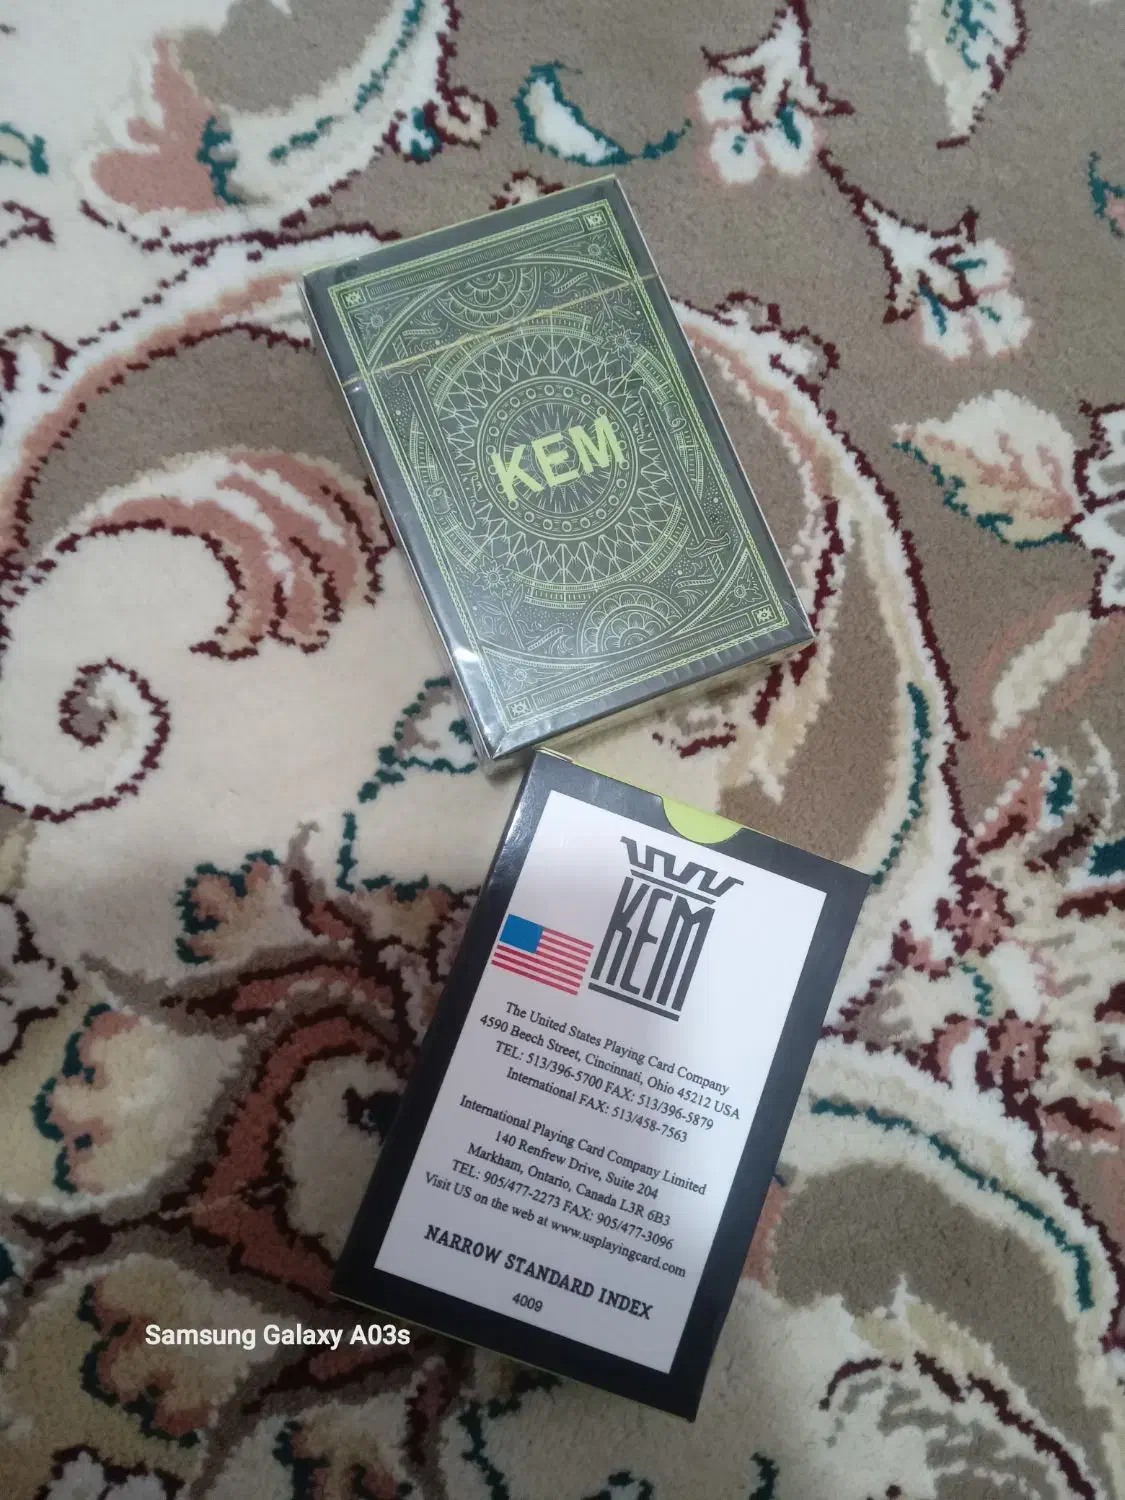 KEM
KEM
The United States Playing Card Company
4590 Beech Street, Cincinnati, Ohio 45212 USA
TEL: 513/396-5700 FAX: 513/396-5879
International FAX: 513/458-7563
International Playing Card Company Limited
140 Renfrew Drive, Suite 204
Markham, Ontario, Canada L3R 6B3
TEL: 905/477-2273 FAX: 905/477-3096
Visit US on the web at www.usplayingcard.com
NARROW STANDARD INDEX
4009
Samsung Galaxy A03s